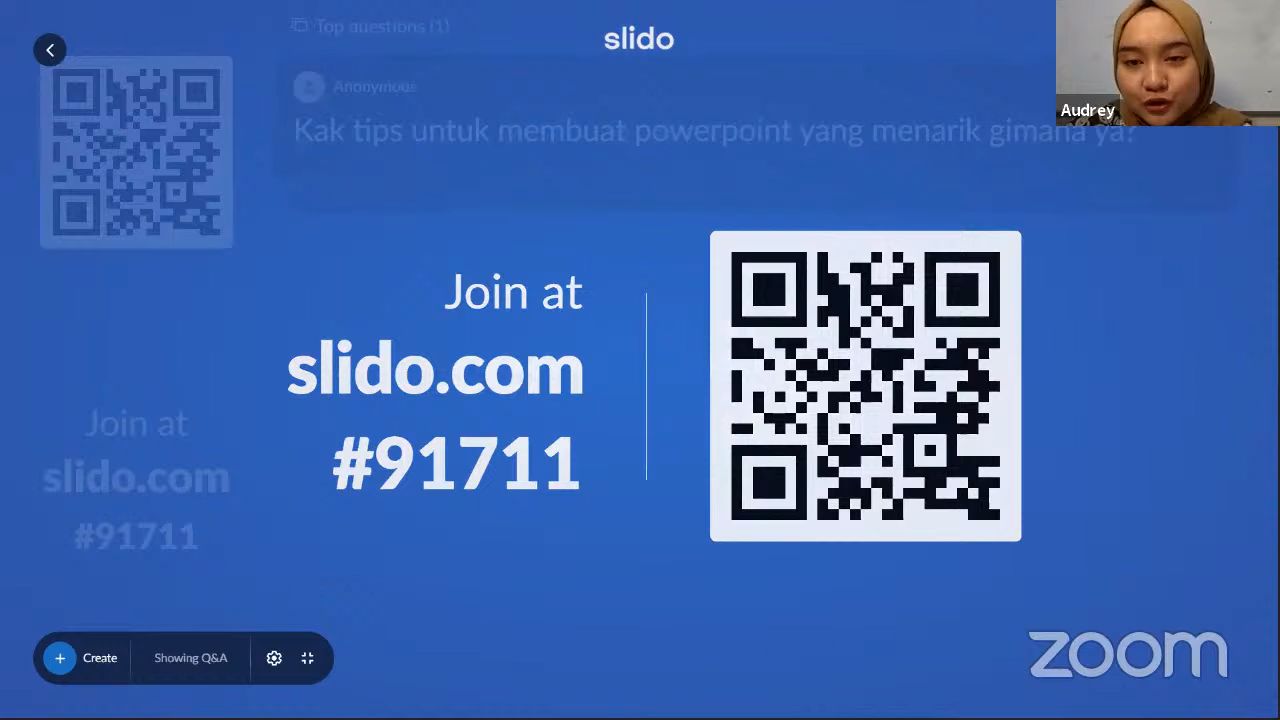 Top questions (1)
slido
Anonymous
Kak tips untuk membuat powerpoint yang menarik gimana ya?
Audrey
Join at
slido.com
#91711
Join at
slido.com
#91711
Create
Showing Q&A
zoom